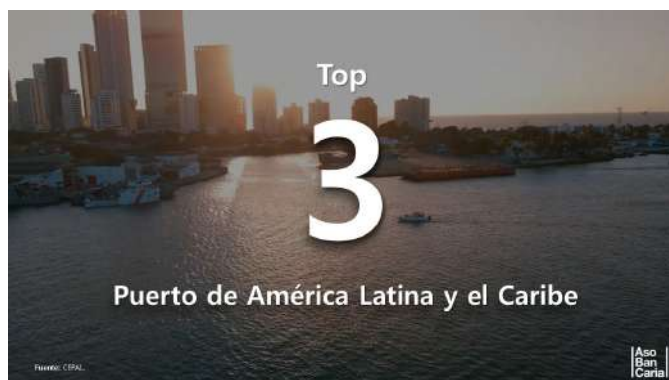 Top
3
Puerto de América Latina y el Caribe
Fuente: CEPAL.
Aso
Ban
Caria